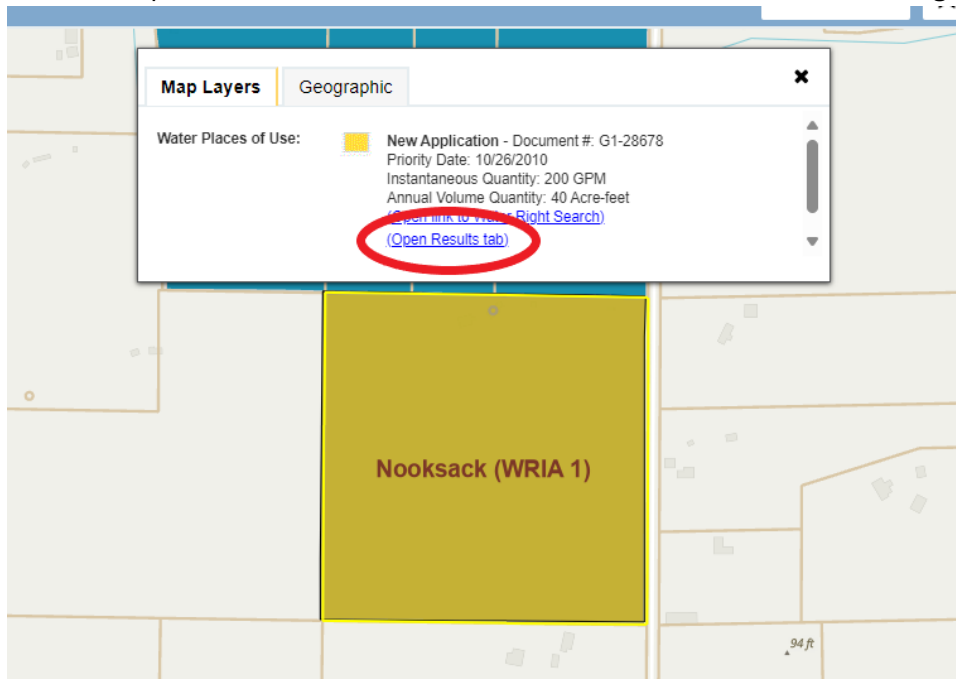 Map Layers
Geographic
Water Places of Use:
New Application - Document #: G1-28678
Priority Date: 10/26/2010
Instantaneous Quantity: 200 GPM
Annual Volume Quantity: 40 Acre-feet
(Open link to Water Right Search)
(Open Results tab)
Nooksack (WRIA 1)
94 ft